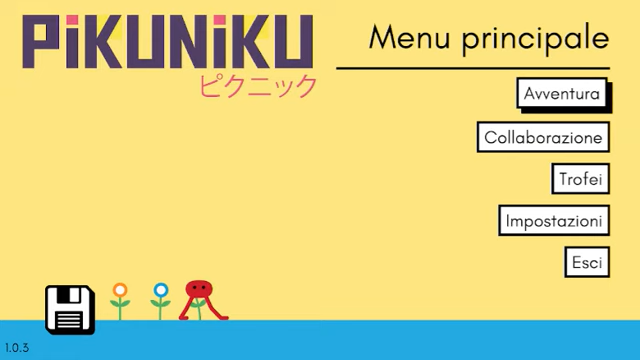 PiKUNiKU
ピクニック
Menu principale
Avventura
Collaborazione
Trofei
Impostazioni
Esci
1.0.3